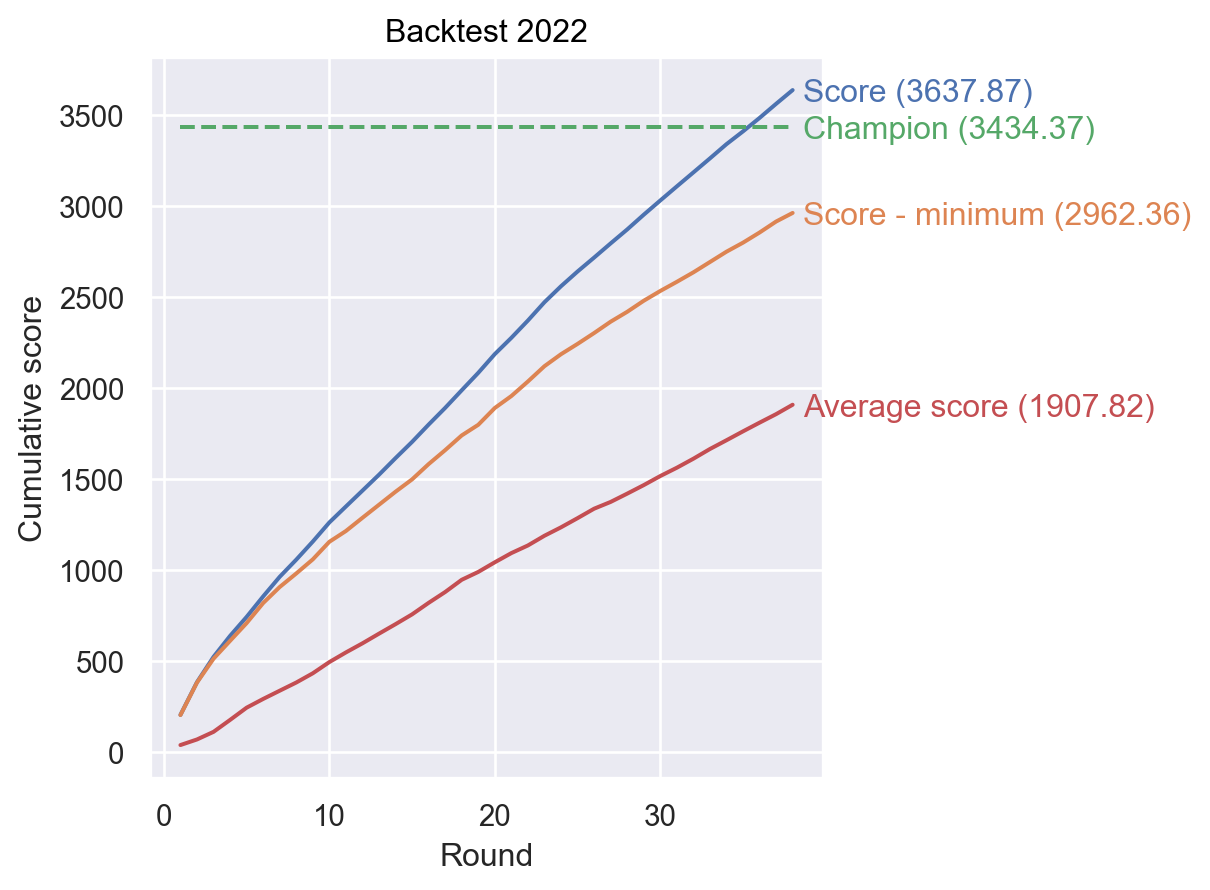 Backtest 2022
Cumulative score
3500
3000
2500
2000
1500
1000
500
0
Score (3637.87)
Champion (3434.37)
Score - minimum (2962.36)
Average score (1907.82)
0 10 20 30
Round